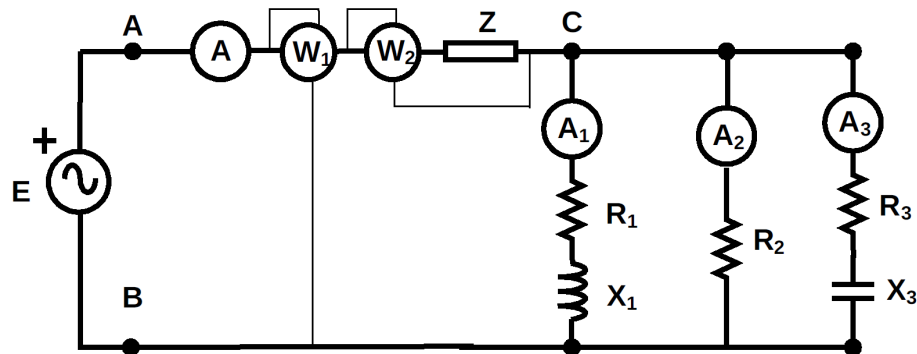 A
C
Z
A
W₁
W₂
A₁
A₂
A₃
+
E
R₁
R₂
R₃
B
X₁
X₃